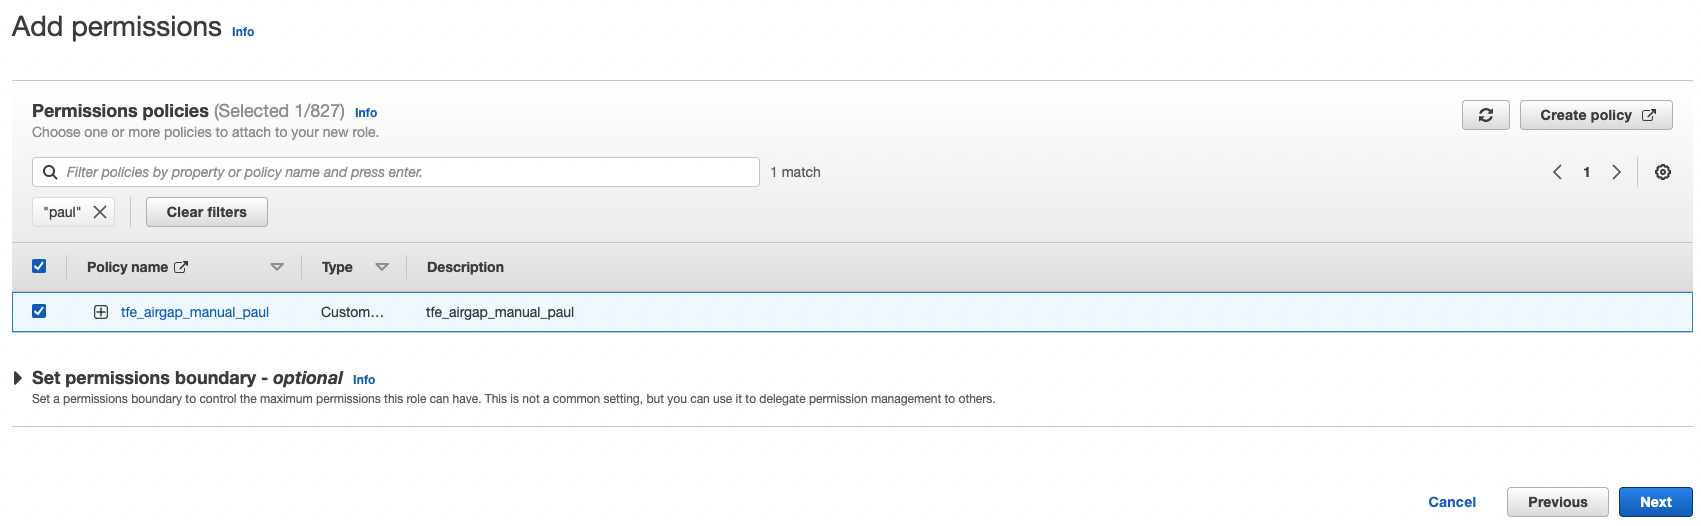 Add permissions Info
Permissions policies (Selected 1/827) Info
Choose one or more policies to attach to your new role.
Create policy
Filter policies by property or policy name and press enter.
1 match
1
"paul"
Clear filters
Policy name
Type
Description
tfe_airgap_manual_paul
Custom...
tfe_airgap_manual_paul
Set permissions boundary - optional Info
Set a permissions boundary to control the maximum permissions this role can have. This is not a common setting, but you can use it to delegate permission management to others.
Cancel
Previous
Next